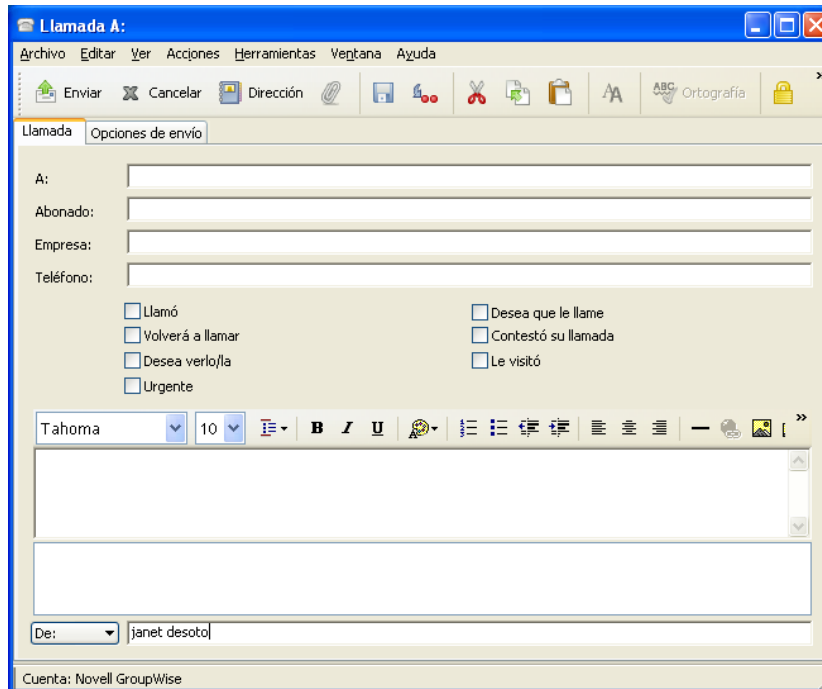 Llamada A:
Archivo Editar Ver Acciones Herramientas Ventana Ayuda
Enviar Cancelar Dirección ABC Ortografía »
Llamada Opciones de envío
A:
Abonado:
Empresa:
Teléfono:
Llamó Desea que le llame
Volverá a llamar Contestó su llamada
Desea verlo/la Le visitó
Urgente
Tahoma 10 B I U »
De: janet desoto
Cuenta: Novell GroupWise